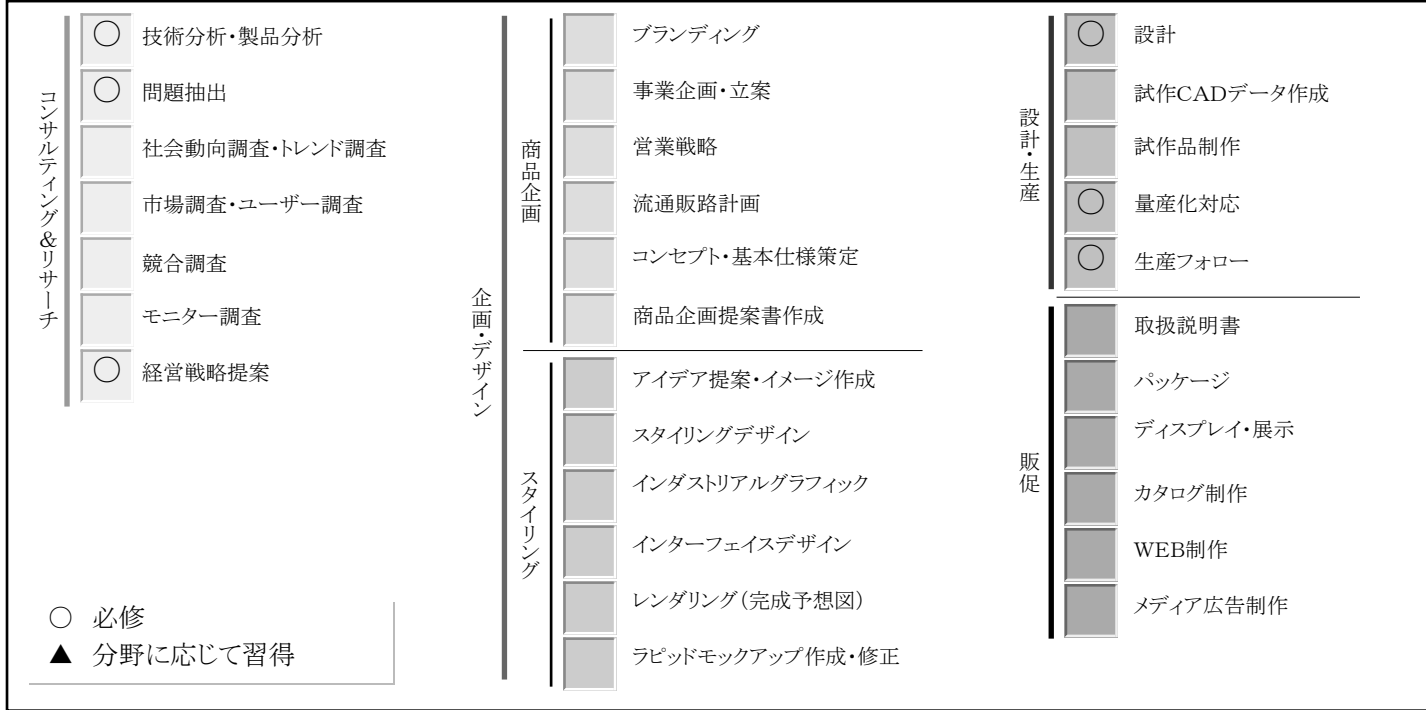 コンサルティング&リサーチ
○ 技術分析・製品分析
○ 問題抽出
社会動向調査・トレンド調査
市場調査・ユーザー調査
競合調査
モニター調査
○ 経営戦略提案
企画・デザイン
商品企画
ブランディング
事業企画・立案
営業戦略
流通販路計画
コンセプト・基本仕様策定
商品企画提案書作成
スタイリング
アイデア提案・イメージ作成
スタイリングデザイン
インダストリアルグラフィック
インターフェイスデザイン
レンダリング(完成予想図)
ラピッドモックアップ作成・修正
設計・生産
○ 設計
試作CADデータ作成
試作品制作
○ 量産化対応
○ 生産フォロー
販促
取扱説明書
パッケージ
ディスプレイ・展示
カタログ制作
WEB制作
メディア広告制作
○ 必修
▲ 分野に応じて習得